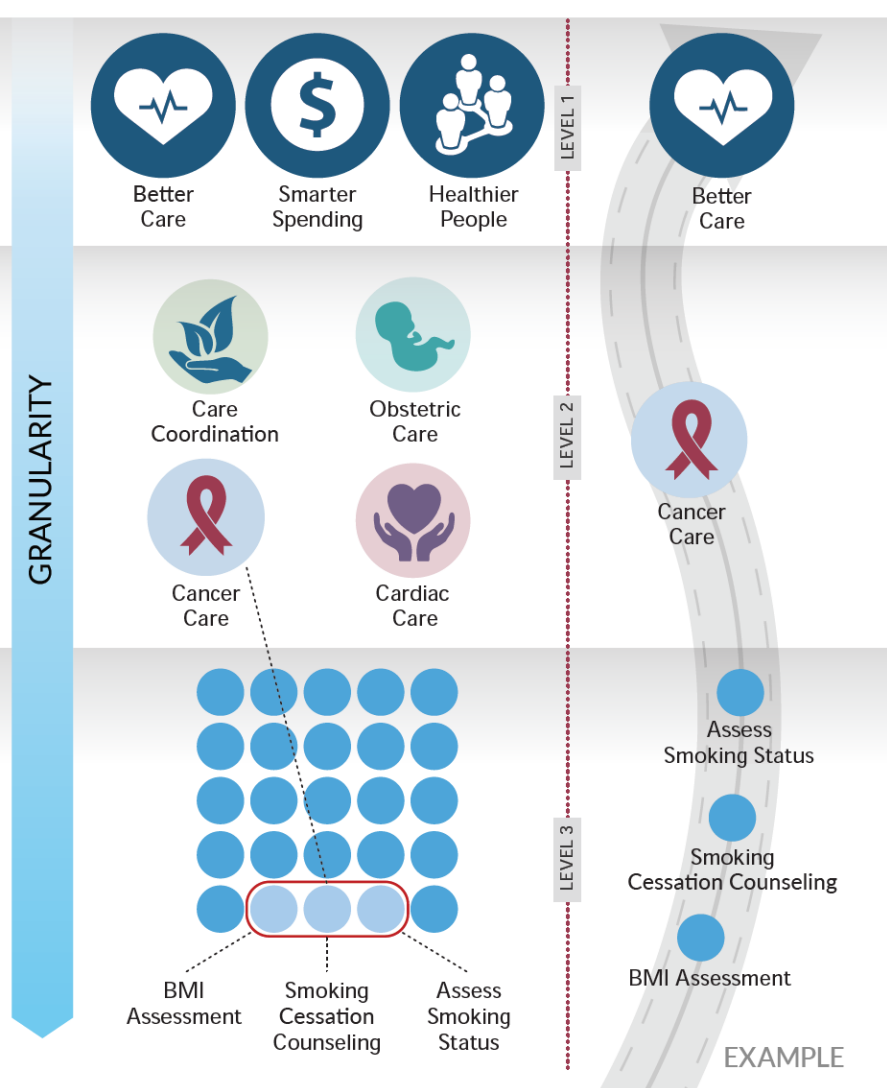 GRANULARITY
Better
Care
Smarter
Spending
Healthier
People
LEVEL 1
Better
Care
Care
Coordination
Obstetric
Care
Cancer
Care
Cardiac
Care
LEVEL 2
Cancer
Care
BMI
Assessment
Smoking
Cessation
Counseling
Assess
Smoking
Status
LEVEL 3
Assess
Smoking Status
Smoking
Cessation Counseling
BMI Assessment
EXAMPLE